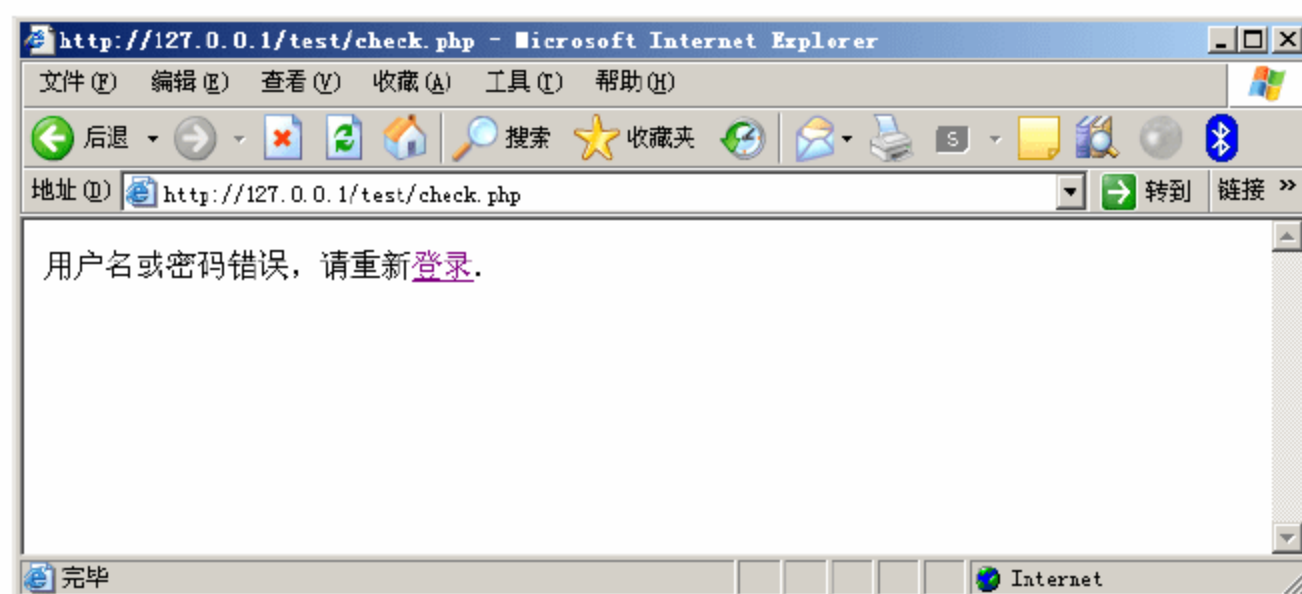 http://127.0.0.1/test/check.php - Microsoft Internet Explorer
文件(F) 编辑(E) 查看(V) 收藏(A) 工具(T) 帮助(H)
后退 搜索 收藏夹 S
地址(D) http://127.0.0.1/test/check.php 转到 链接 »
用户名或密码错误，请重新登录.
完毕 Internet